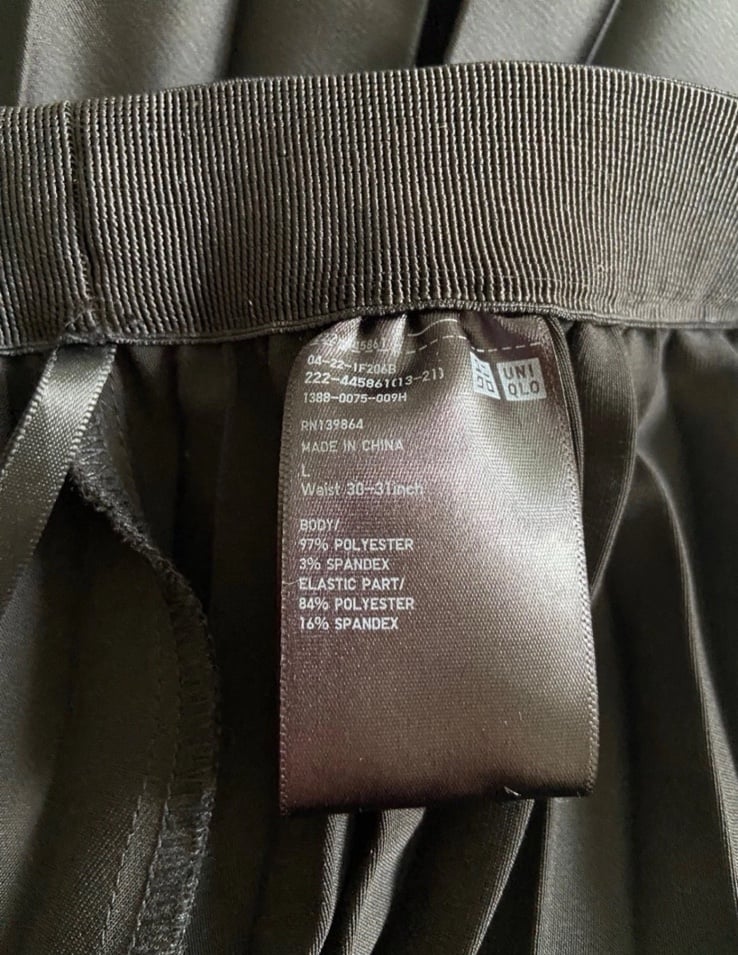 04-22-1F206B
222-445861(13-21)
1388-0075-009H
UNI
QLO
RN139864
MADE IN CHINA
L
Waist 30-31inch
BODY/
97% POLYESTER
3% SPANDEX
ELASTIC PART/
84% POLYESTER
16% SPANDEX